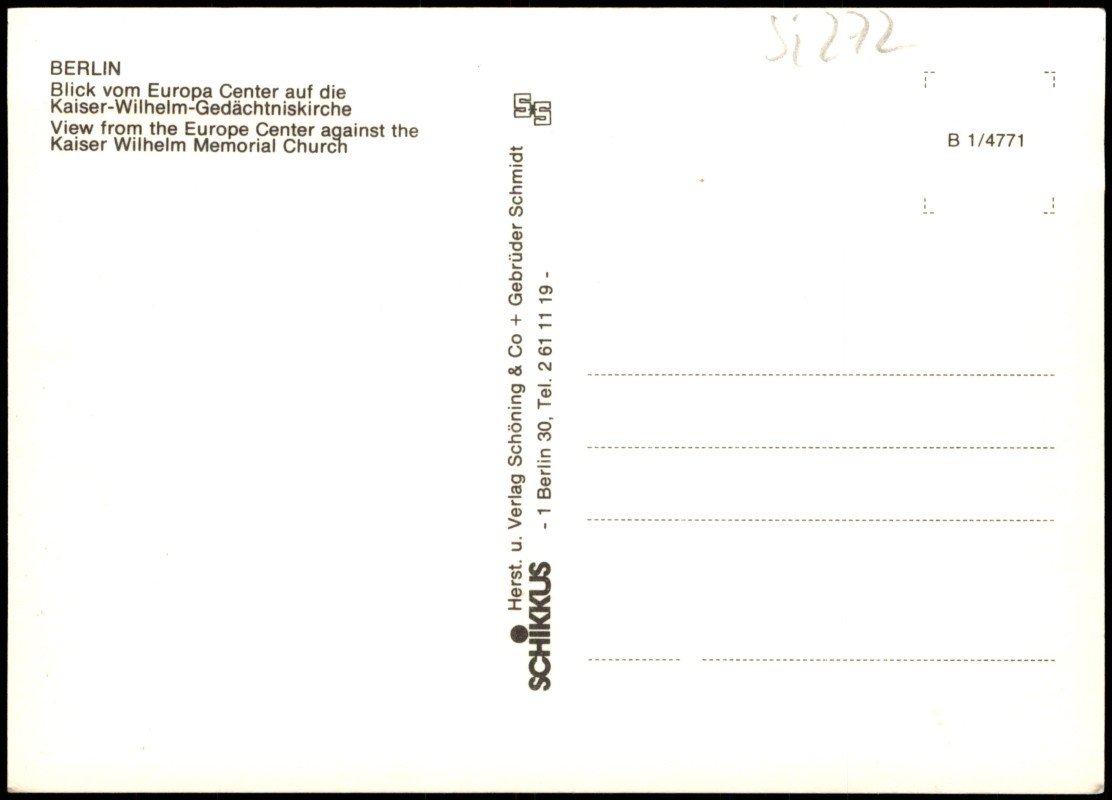 BERLIN
Blick vom Europa Center auf die
Kaiser-Wilhelm-Gedächtniskirche
View from the Europe Center against the
Kaiser Wilhelm Memorial Church
Si 272
B 1/4771
SCHIKKUS
Herst. u. Verlag Schöning & Co + Gebrüder Schmidt
- 1 Berlin 30, Tel. 2 61 11 19 -